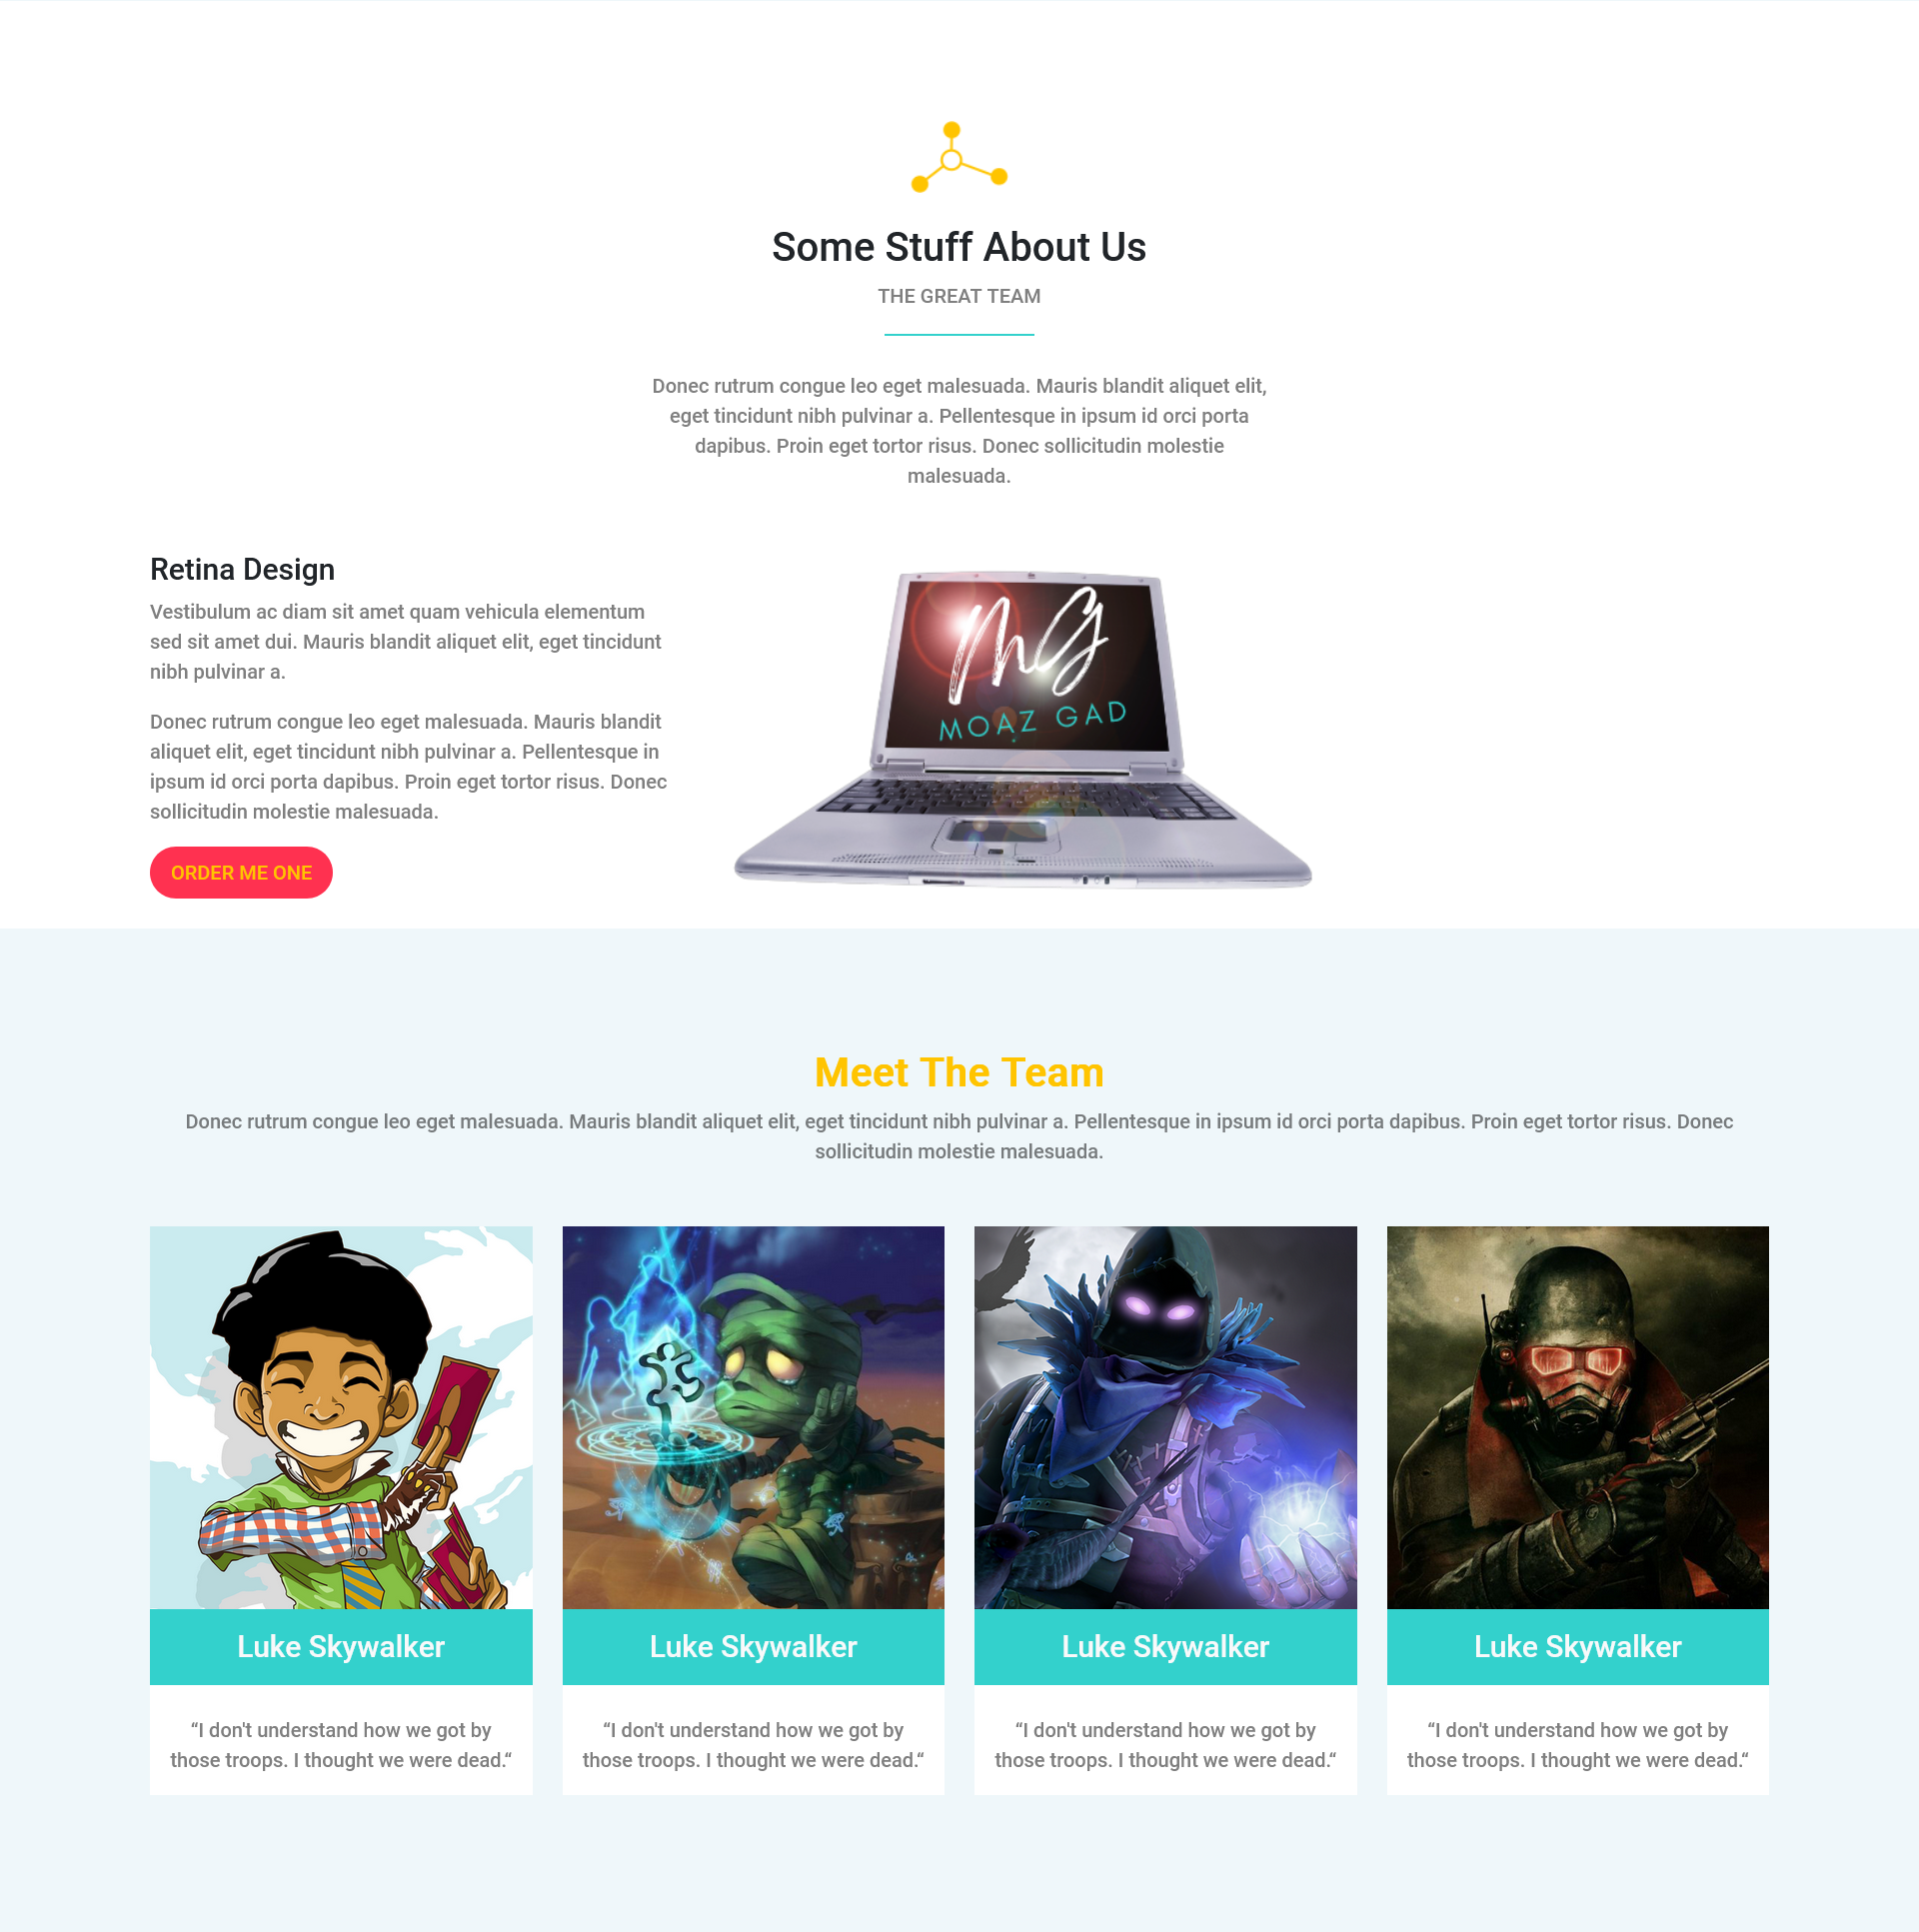 Some Stuff About Us
THE GREAT TEAM
Donec rutrum congue leo eget malesuada. Mauris blandit aliquet elit,
eget tincidunt nibh pulvinar a. Pellentesque in ipsum id orci porta
dapibus. Proin eget tortor risus. Donec sollicitudin molestie
malesuada.
Retina Design
Vestibulum ac diam sit amet quam vehicula elementum
sed sit amet dui. Mauris blandit aliquet elit, eget tincidunt
nibh pulvinar a.
Donec rutrum congue leo eget malesuada. Mauris blandit
aliquet elit, eget tincidunt nibh pulvinar a. Pellentesque in
ipsum id orci porta dapibus. Proin eget tortor risus. Donec
sollicitudin molestie malesuada.
ORDER ME ONE
MG
MOAZ GAD
Meet The Team
Donec rutrum congue leo eget malesuada. Mauris blandit aliquet elit, eget tincidunt nibh pulvinar a. Pellentesque in ipsum id orci porta dapibus. Proin eget tortor risus. Donec
sollicitudin molestie malesuada.
Luke Skywalker
“I don't understand how we got by
those troops. I thought we were dead.“
Luke Skywalker
“I don't understand how we got by
those troops. I thought we were dead.“
Luke Skywalker
“I don't understand how we got by
those troops. I thought we were dead.“
Luke Skywalker
“I don't understand how we got by
those troops. I thought we were dead.“